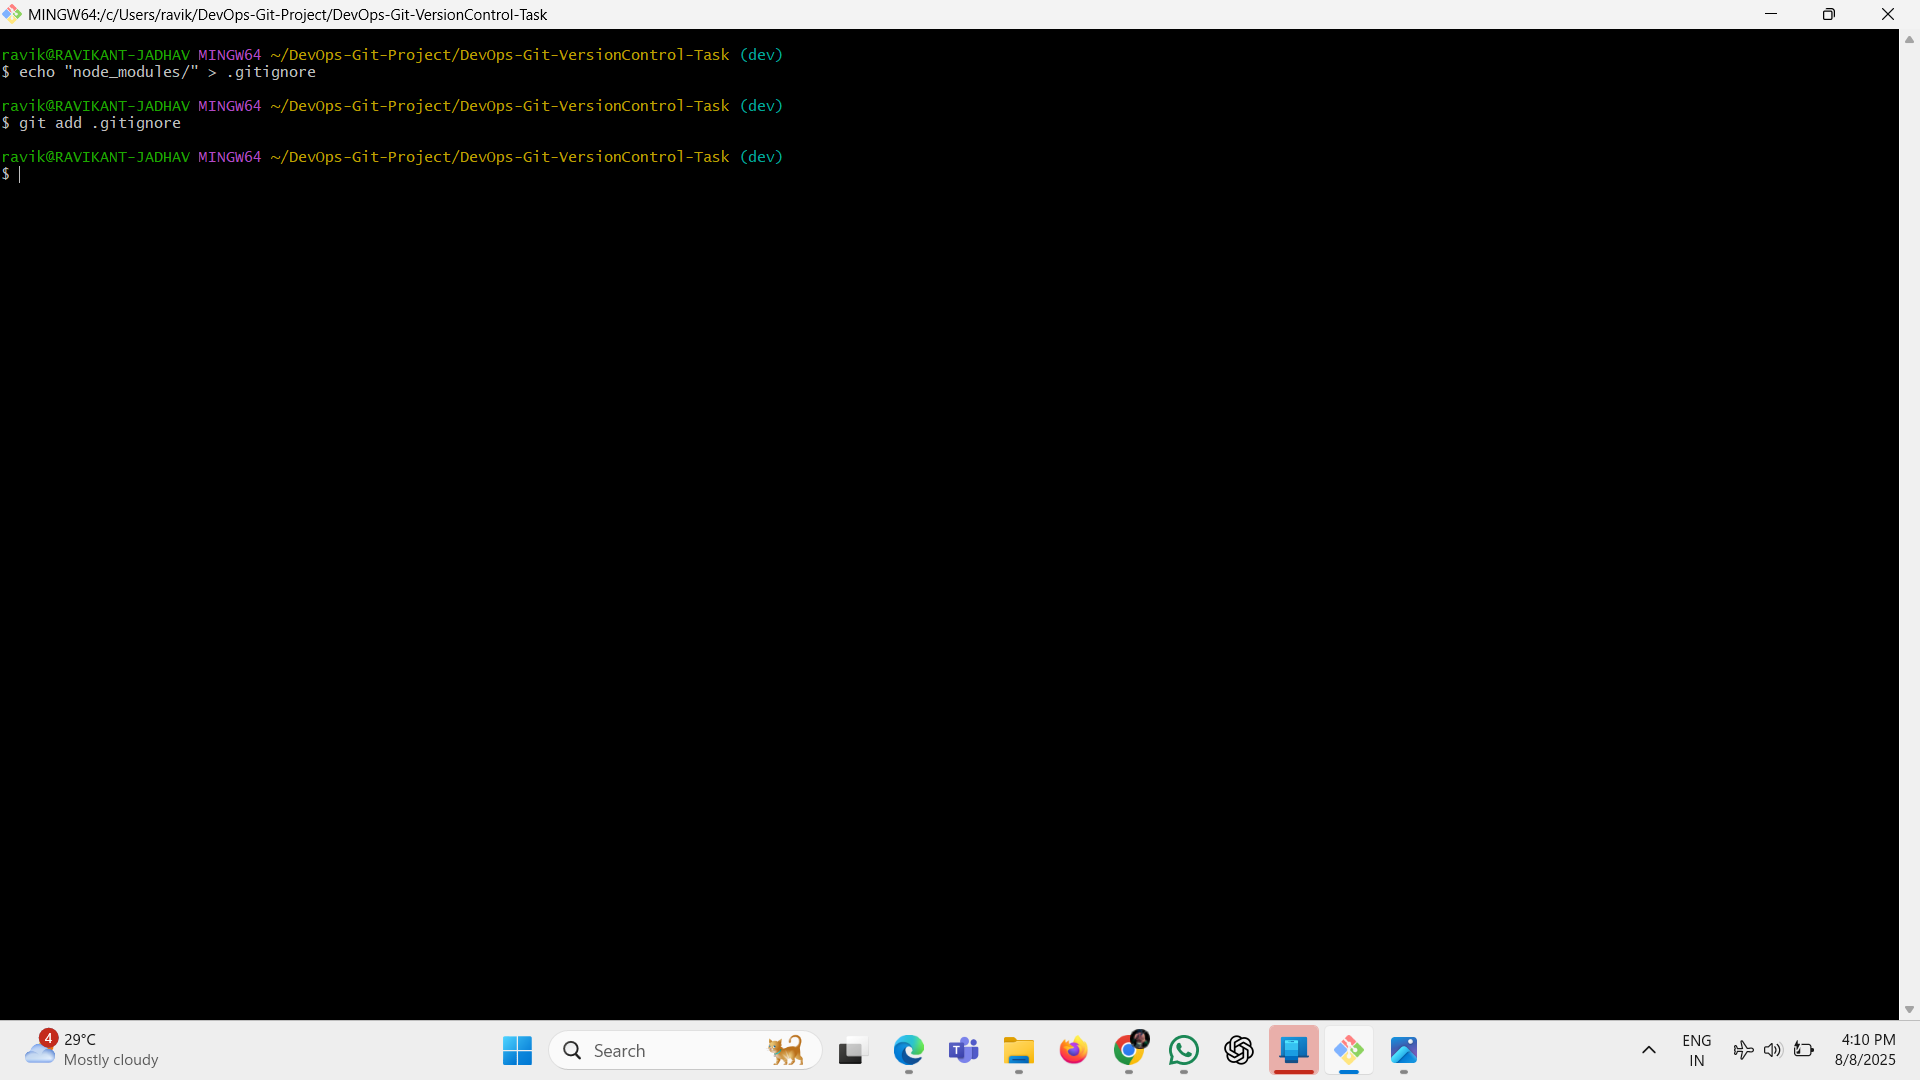 MINGW64:/c/Users/ravik/DevOps-Git-Project/DevOps-Git-VersionControl-Task
ravik@RAVIKANT-JADHAV MINGW64 ~/DevOps-Git-Project/DevOps-Git-VersionControl-Task (dev)
$ echo "node_modules/" > .gitignore
ravik@RAVIKANT-JADHAV MINGW64 ~/DevOps-Git-Project/DevOps-Git-VersionControl-Task (dev)
$ git add .gitignore
ravik@RAVIKANT-JADHAV MINGW64 ~/DevOps-Git-Project/DevOps-Git-VersionControl-Task (dev)
$
4
29°C
Mostly cloudy
Search
ENG
IN
4:10 PM
8/8/2025